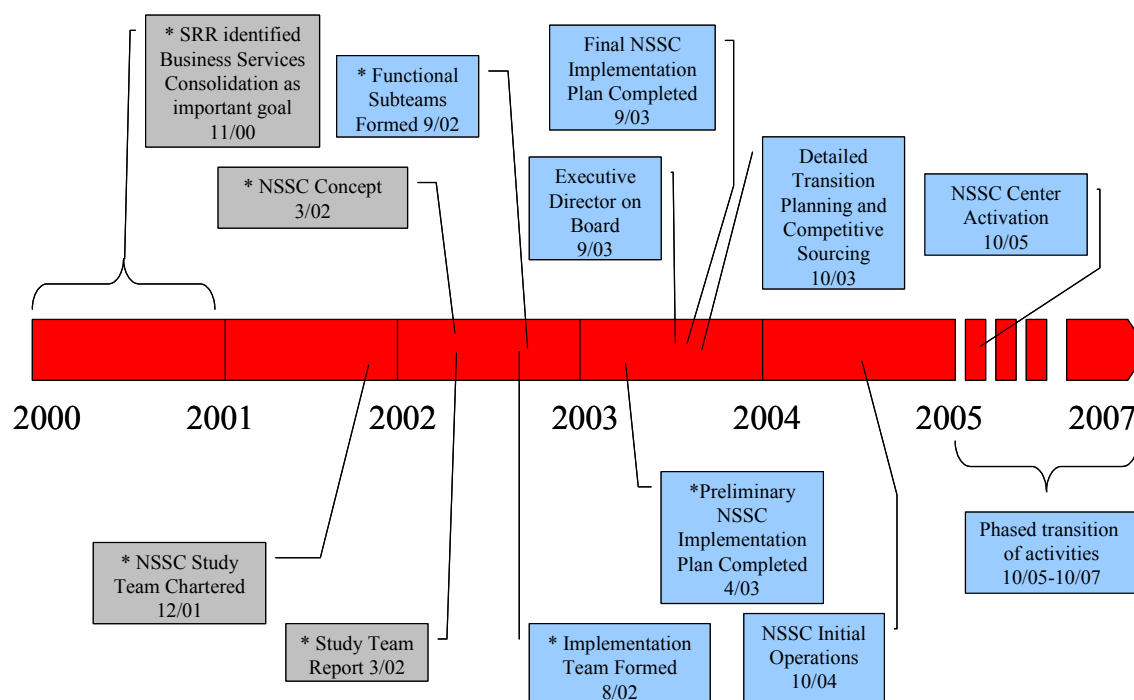 * SRR identified
Business Services
Consolidation as
important goal
11/00
* Functional
Subteams
Formed 9/02
* NSSC Concept
3/02
Final NSSC
Implementation
Plan Completed
9/03
Executive
Director on
Board
9/03
Detailed
Transition
Planning and
Competitive
Sourcing
10/03
NSSC Center
Activation
10/05
2000
2001
2002
2003
2004
2005
2007
* NSSC Study
Team Chartered
12/01
* Study Team
Report 3/02
* Implementation
Team Formed
8/02
*Preliminary
NSSC
Implementation
Plan Completed
4/03
NSSC Initial
Operations
10/04
Phased transition
of activities
10/05-10/07